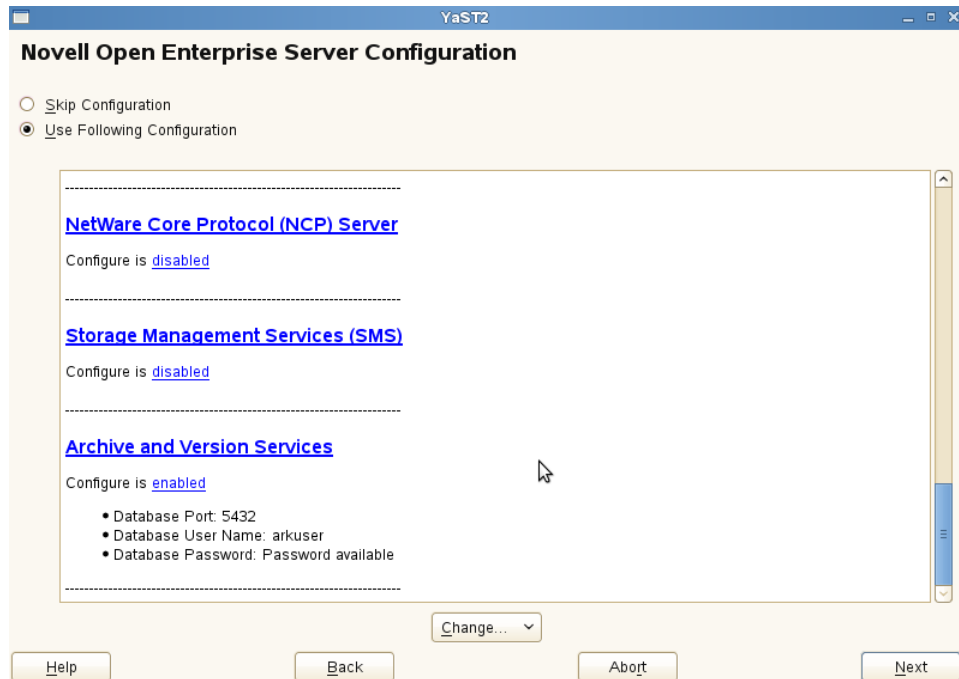 YaST2
Novell Open Enterprise Server Configuration
Skip Configuration
Use Following Configuration
NetWare Core Protocol (NCP) Server
Configure is disabled
Storage Management Services (SMS)
Configure is disabled
Archive and Version Services
Configure is enabled
• Database Port: 5432
• Database User Name: arkuser
• Database Password: Password available
Change...
Help Back Abort Next